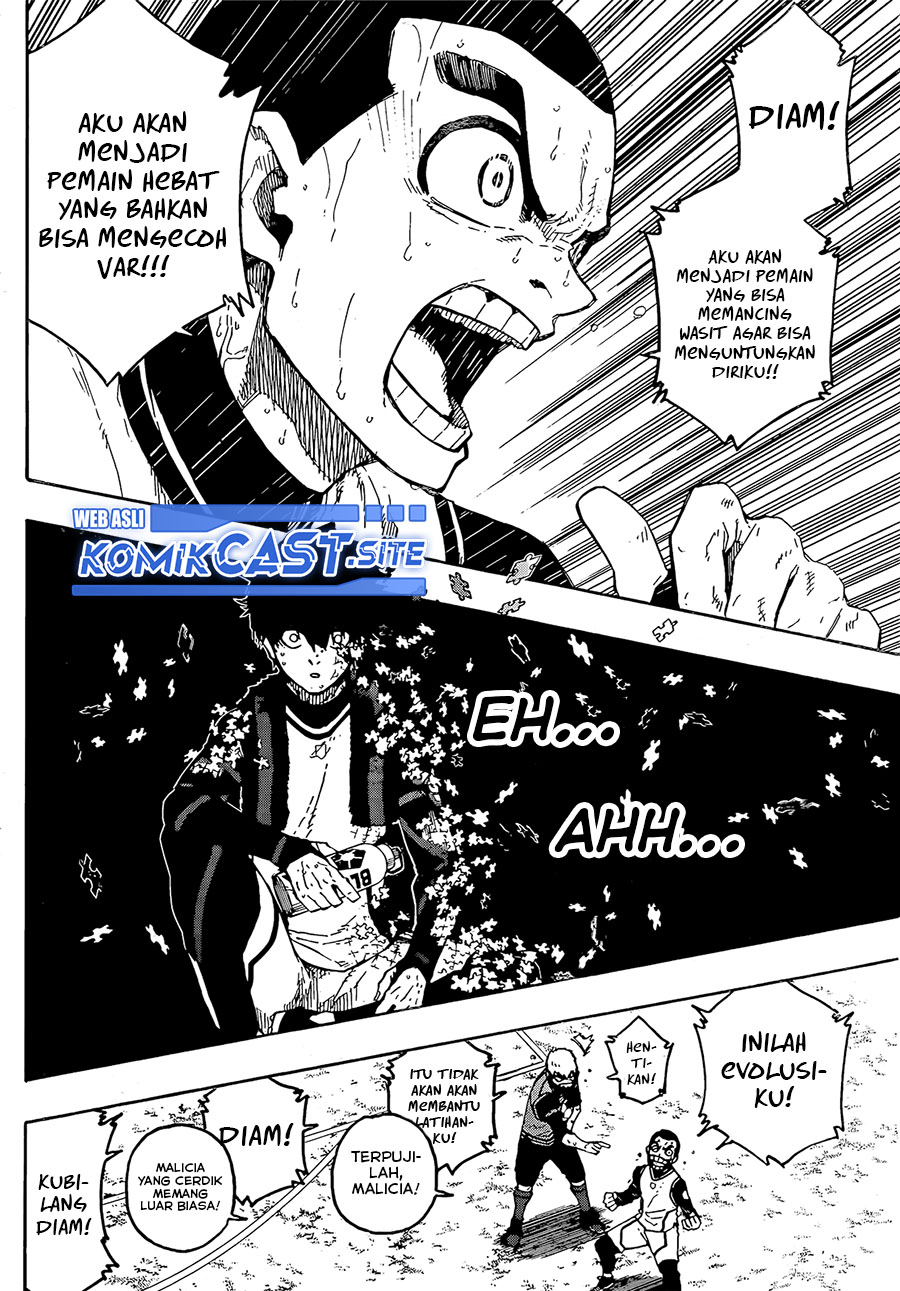 DIAM!
AKU AKAN
MENJADI PEMAIN
YANG BISA
MEMANCING
WASIT AGAR BISA
MENGUNTUNGKAN
DIRIKU!!
AKU AKAN
MENJADI
PEMAIN HEBAT
YANG BAHKAN
BISA MENGECOH
VAR!!!
WEB ASLI
KOMIKCAST.SITE
EH...
AHH...
18
INILAH
EVOLUSI-
KU!
HEN-
TI-
KAN!
ITU TIDAK
AKAN AKAN
MEMBANTU
LATIHAN-
KU!
TERPUJI-
LAH,
MALICIA!
DIAM!
MALICIA
YANG CERDIK
MEMANG
LUAR BIASA!
KUBI-
LANG
DIAM!